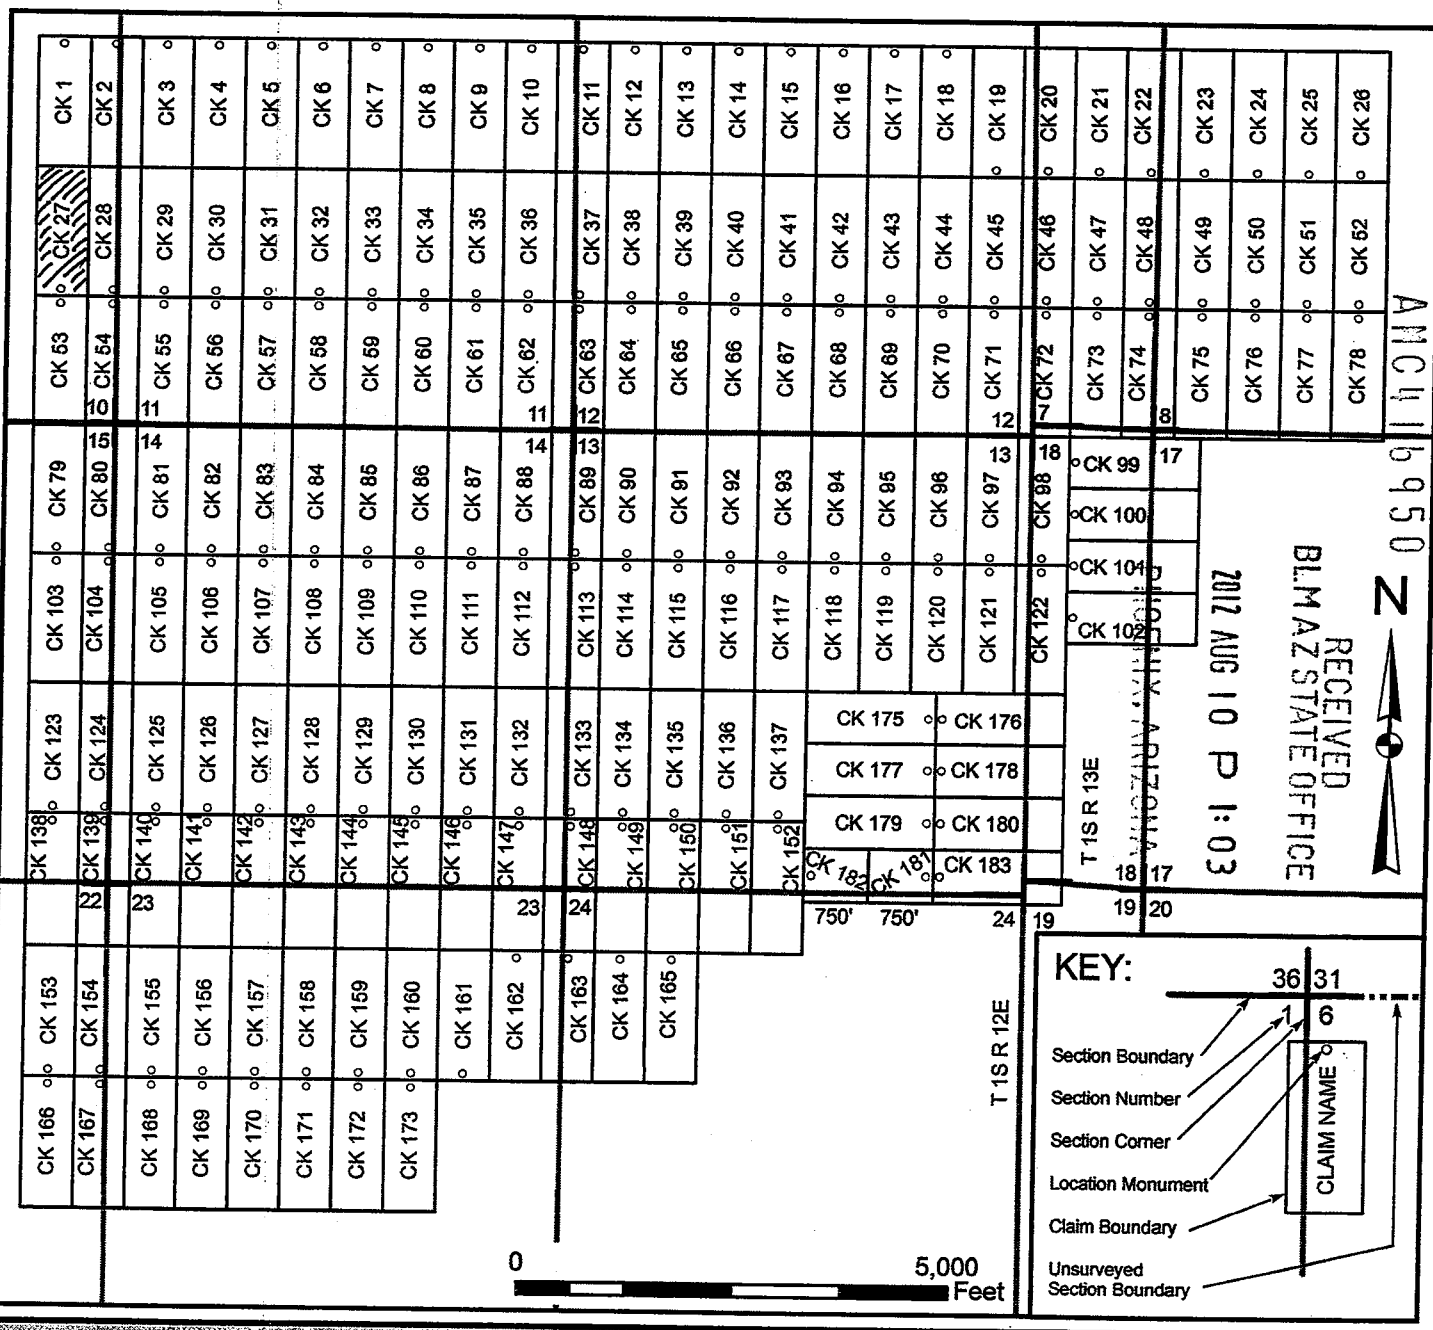 CK 1
CK 2
CK 3
CK 4
CK 5
CK 6
CK 7
CK 8
CK 9
CK 10
CK 11
CK 12
CK 13
CK 14
CK 15
CK 16
CK 17
CK 18
CK 19
CK 20
CK 21
CK 22
CK 23
CK 24
CK 25
CK 26
CK 27
CK 28
CK 29
CK 30
CK 31
CK 32
CK 33
CK 34
CK 35
CK 36
CK 37
CK 38
CK 39
CK 40
CK 41
CK 42
CK 43
CK 44
CK 45
CK 46
CK 47
CK 48
CK 49
CK 50
CK 51
CK 52
CK 53
CK 54
CK 55
CK 56
CK 57
CK 58
CK 59
CK 60
CK 61
CK 62
CK 63
CK 64
CK 65
CK 66
CK 67
CK 68
CK 69
CK 70
CK 71
CK 72
CK 73
CK 74
CK 75
CK 76
CK 77
CK 78
10
11
11
12
12
7
8
15
14
14
13
13
18
17
CK 79
CK 80
CK 81
CK 82
CK 83
CK 84
CK 85
CK 86
CK 87
CK 88
CK 89
CK 90
CK 91
CK 92
CK 93
CK 94
CK 95
CK 96
CK 97
CK 98
CK 99
CK 100
CK 101
CK 102
CK 103
CK 104
CK 105
CK 106
CK 107
CK 108
CK 109
CK 110
CK 111
CK 112
CK 113
CK 114
CK 115
CK 116
CK 117
CK 118
CK 119
CK 120
CK 121
CK 122
CK 123
CK 124
CK 125
CK 126
CK 127
CK 128
CK 129
CK 130
CK 131
CK 132
CK 133
CK 134
CK 135
CK 136
CK 137
CK 175
CK 176
CK 177
CK 178
CK 179
CK 180
CK 182
CK 181
CK 183
CK 138
CK 139
CK 140
CK 141
CK 142
CK 143
CK 144
CK 145
CK 146
CK 147
CK 148
CK 149
CK 150
CK 151
CK 152
22
23
23
24
750'
750'
24
19
18
17
19
20
T 1S R 13E
T 1S R 12E
CK 153
CK 154
CK 155
CK 156
CK 157
CK 158
CK 159
CK 160
CK 161
CK 162
CK 163
CK 164
CK 165
CK 166
CK 167
CK 168
CK 169
CK 170
CK 171
CK 172
CK 173
0
5,000
Feet
AMC416950
N
RECEIVED
BLM AZ STATE OFFICE
2012 AUG 10 P 1:03
PHOENIX, ARIZONA
KEY:
36
31
1
6
Section Boundary
Section Number
Section Corner
Location Monument
Claim Boundary
Unsurveyed
Section Boundary
CLAIM NAME